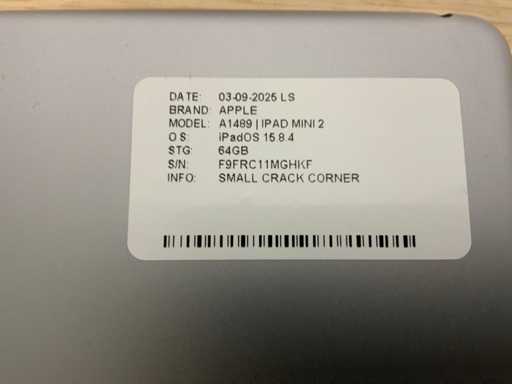 DATE: 03-09-2025 LS
BRAND: APPLE
MODEL: A1489 | IPAD MINI 2
OS: iPadOS 15.8.4
STG: 64GB
S/N: F9FRC11MGHKF
INFO: SMALL CRACK CORNER